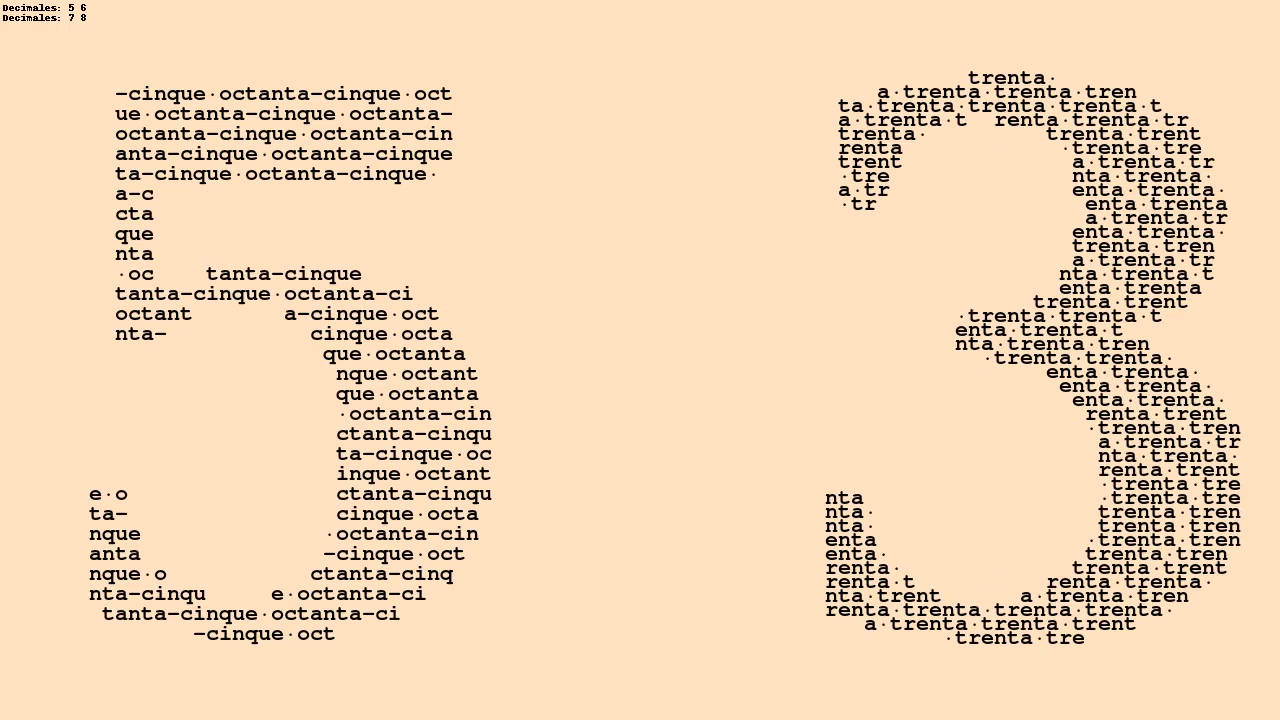 Decimales: 5 6
Decimales: 7 8
-cinque·octanta-cinque·oct
ue·octanta-cinque·octanta-
octanta-cinque·octanta-cin
anta-cinque·octanta-cinque
ta-cinque·octanta-cinque·
a-c
cta
que
nta
·oc    tanta-cinque
tanta-cinque·octanta-ci
octant       a-cinque·oct
nta-           cinque·octa
que·octanta
nque·octant
que·octanta
·octanta-cin
ctanta-cinqu
ta-cinque·oc
inque·octant
e·o                ctanta-cinqu
ta-                cinque·octa
nque              ·octanta-cin
anta              -cinque·oct
nque·o           ctanta-cinq
nta-cinqu     e·octanta-ci
tanta-cinque·octanta-ci
-cinque·oct
trenta·
a·trenta·trenta·tren
ta·trenta·trenta·trenta·t
a·trenta·t  renta·trenta·tr
trenta·         trenta·trent
renta            ·trenta·tre
trent             a·trenta·tr
·tre              nta·trenta·
a·tr              enta·trenta·
·tr                enta·trenta
a·trenta·tr
enta·trenta·
trenta·tren
a·trenta·tr
nta·trenta·t
enta·trenta
trenta·trent
·trenta·trenta·t
enta·trenta·t
nta·trenta·tren
·trenta·trenta·
enta·trenta·
enta·trenta·
enta·trenta·
renta·trent
·trenta·tren
a·trenta·tr
nta·trenta·
renta·trent
·trenta·tre
nta                  ·trenta·tre
nta·                 trenta·tren
nta·                 trenta·tren
enta                ·trenta·tren
enta·               trenta·tren
renta·             trenta·trent
renta·t          renta·trenta·
nta·trent      a·trenta·tren
renta·trenta·trenta·trenta·
a·trenta·trenta·trent
·trenta·tre